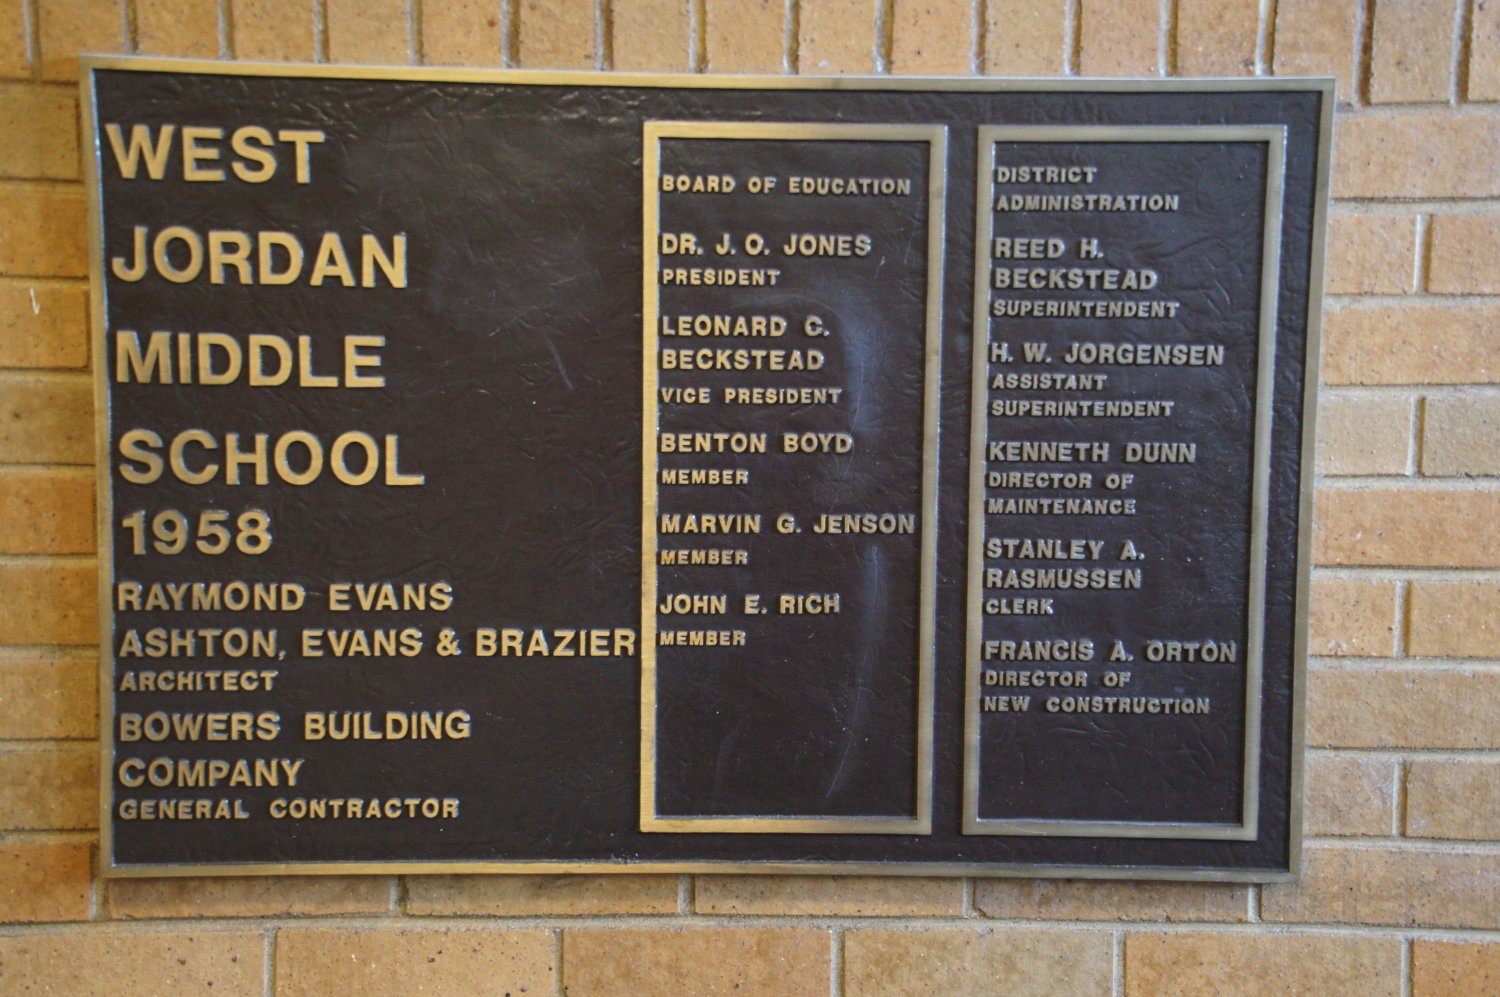 WEST
JORDAN
MIDDLE
SCHOOL
1958
RAYMOND EVANS
ASHTON, EVANS & BRAZIER
ARCHITECT
BOWERS BUILDING
COMPANY
GENERAL CONTRACTOR
BOARD OF EDUCATION
DR. J. O. JONES
PRESIDENT
LEONARD C.
BECKSTEAD
VICE PRESIDENT
BENTON BOYD
MEMBER
MARVIN G. JENSON
MEMBER
JOHN E. RICH
MEMBER
DISTRICT
ADMINISTRATION
REED H.
BECKSTEAD
SUPERINTENDENT
H. W. JORGENSEN
ASSISTANT
SUPERINTENDENT
KENNETH DUNN
DIRECTOR OF
MAINTENANCE
STANLEY A.
RASMUSSEN
CLERK
FRANCIS A. ORTON
DIRECTOR OF
NEW CONSTRUCTION